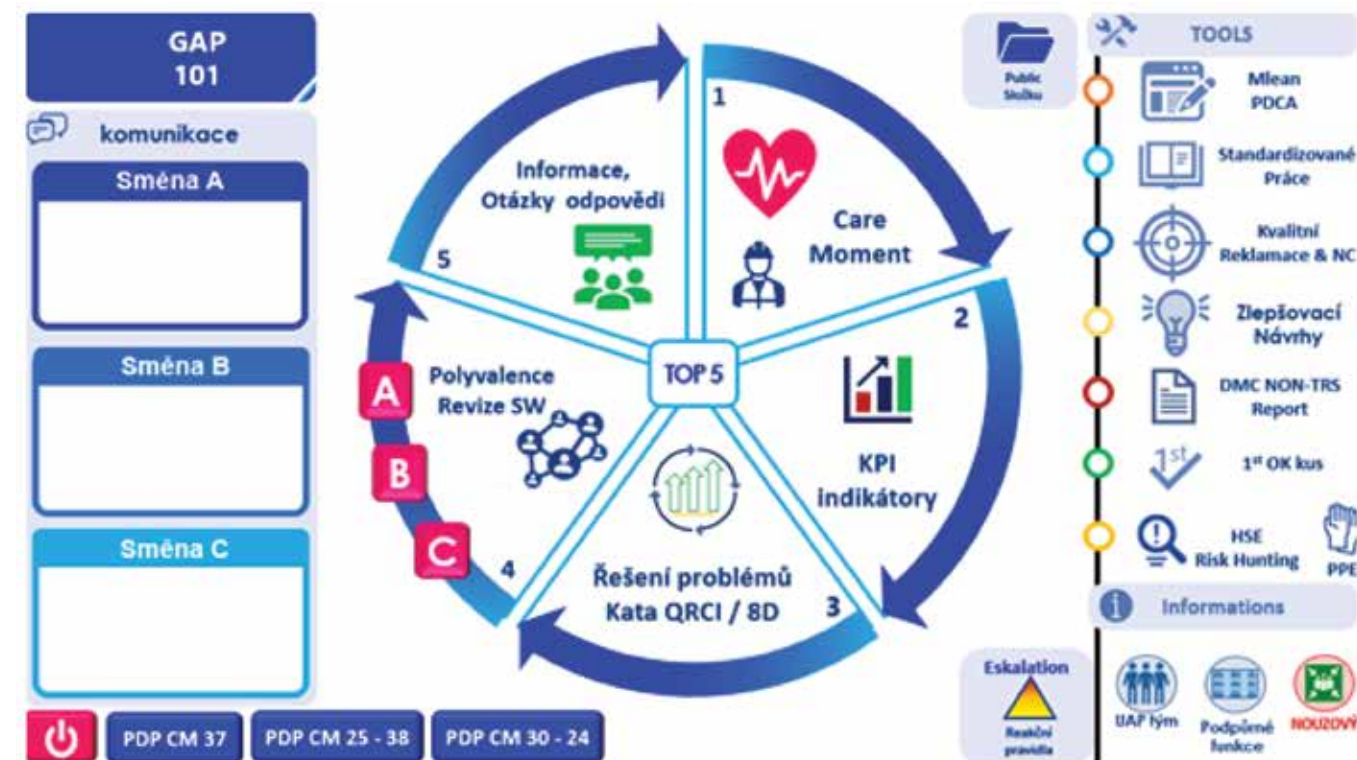 GAP
101
komunikace
Směna A
Směna B
Směna C
PDP CM 37
PDP CM 25 - 38
PDP CM 30 - 24
TOP 5
1
Care
Moment
2
KPI
indikátory
3
Řešení problémů
Kata QRCI / 8D
4
Polyvalence
Revize SW
A
B
C
5
Informace,
Otázky odpovědi
Public
Složku
Eskalation
Reakční
pravidla
TOOLS
Mlean
PDCA
Standardizované
Práce
Kvalitní
Reklamace & NC
Zlepšovací
Návrhy
DMC NON-TRS
Report
1st
1st OK kus
HSE
Risk Hunting
PPE
Informations
UAP tým
Podpůrné
funkce
NOUZOVÝ